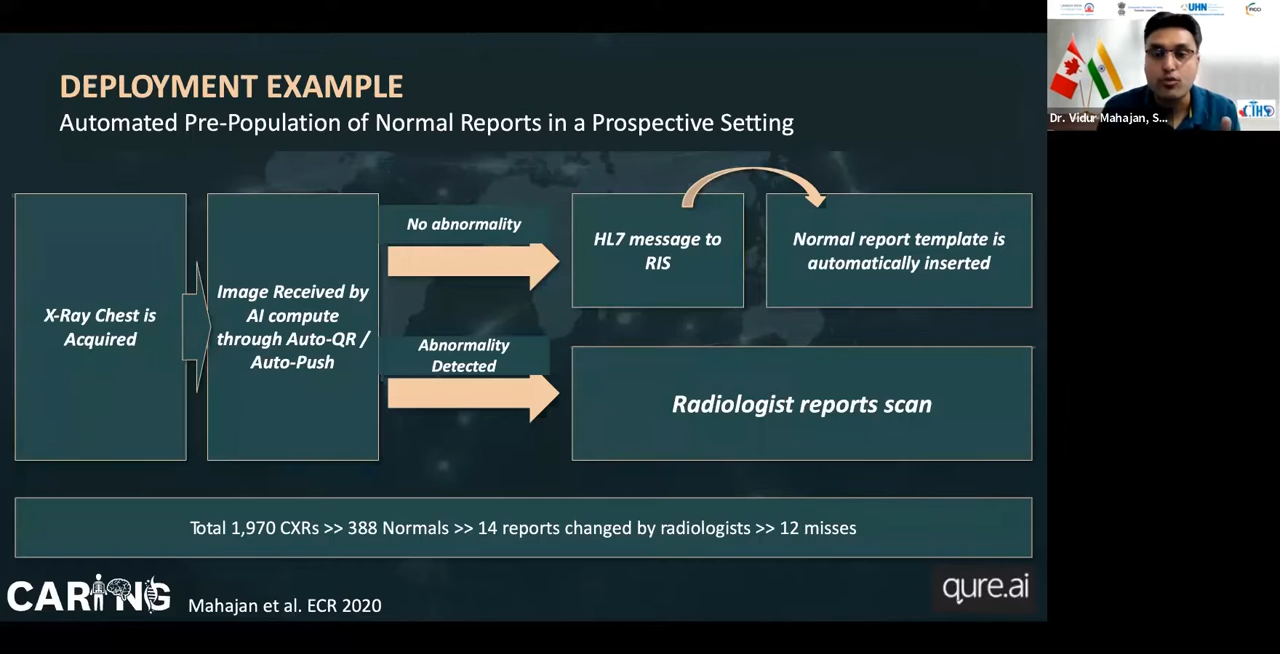 DEPLOYMENT EXAMPLE
Automated Pre-Population of Normal Reports in a Prospective Setting
X-Ray Chest is
Acquired
Image Received by
AI compute
through Auto-QR /
Auto-Push
No abnormality
Abnormality
Detected
HL7 message to
RIS
Normal report template is
automatically inserted
Radiologist reports scan
Total 1,970 CXRs >> 388 Normals >> 14 reports changed by radiologists >> 12 misses
CARING
Mahajan et al. ECR 2020
qure.ai
UHN
FICCI
CIHS
Dr. Vidur Mahajan, S...